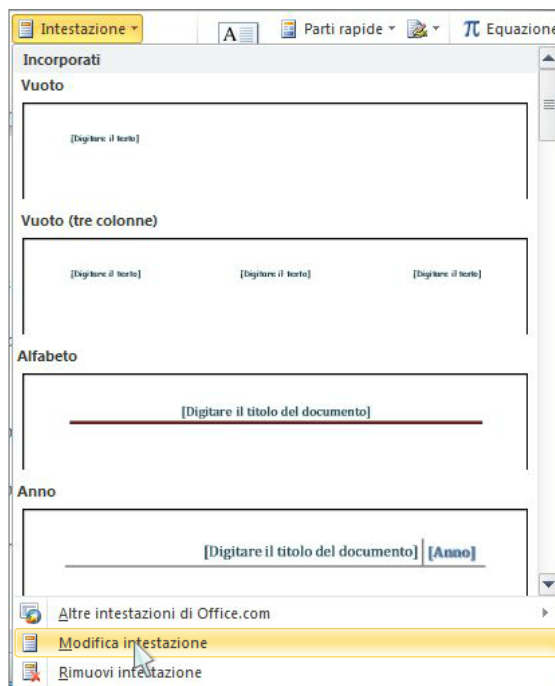 Intestazione
A
Parti rapide
π Equazione
Incorporati
Vuoto
[Digitare il testo]
Vuoto (tre colonne)
[Digitare il testo] [Digitare il testo] [Digitare il testo]
Alfabeto
[Digitare il titolo del documento]
Anno
[Digitare il titolo del documento] [Anno]
Altre intestazioni di Office.com
Modifica intestazione
Rimuovi intestazione